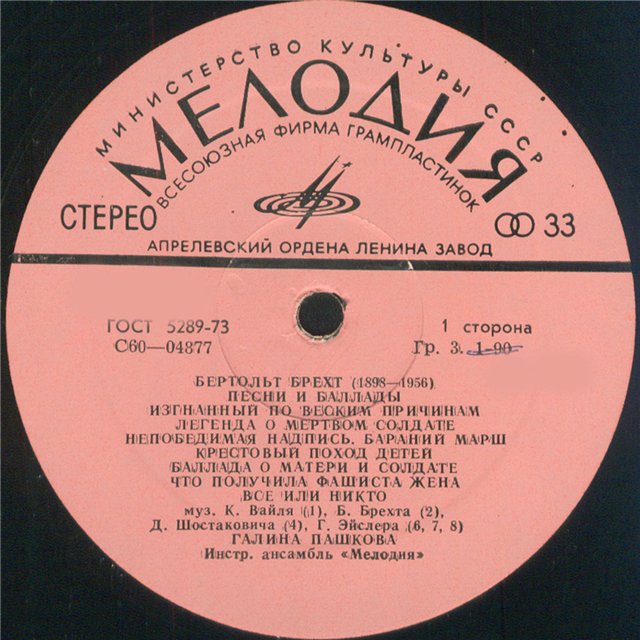 МИНИСТЕРСТВО КУЛЬТУРЫ СССР
МЕЛОДИЯ
ВСЕСОЮЗНАЯ ФИРМА ГРАМПЛАСТИНОК
СТЕРЕО
33
АПРЕЛЕВСКИЙ ОРДЕНА ЛЕНИНА ЗАВОД
ГОСТ 5289-73
1 сторона
С60—04877
Гр. 3. 1-90
БЕРТОЛЬТ БРЕХТ (1898—1956)
ПЕСНИ И БАЛЛАДЫ
ИЗГНАННЫЙ ПО ВЕСКИМ ПРИЧИНАМ
ЛЕГЕНДА О МЕРТВОМ СОЛДАТЕ
НЕПОБЕДИМАЯ НАДПИСЬ. БАРАНИЙ МАРШ
КРЕСТОВЫЙ ПОХОД ДЕТЕЙ
БАЛЛАДА О МАТЕРИ И СОЛДАТЕ
ЧТО ПОЛУЧИЛА ФАШИСТА ЖЕНА
ВСЕ ИЛИ НИКТО
муз. К. Вайля (1), Б. Брехта (2),
Д. Шостаковича (4), Г. Эйслера (6, 7, 8)
ГАЛИНА ПАШКОВА
Инстр. ансамбль «Мелодия»